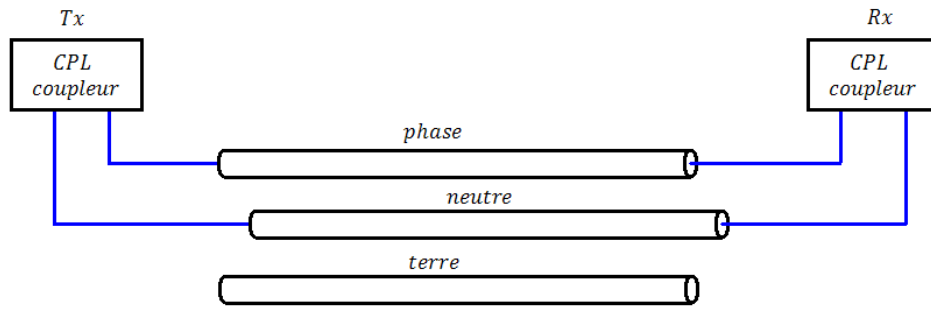 Tx
Rx
CPL
coupleur
CPL
coupleur
phase
neutre
terre